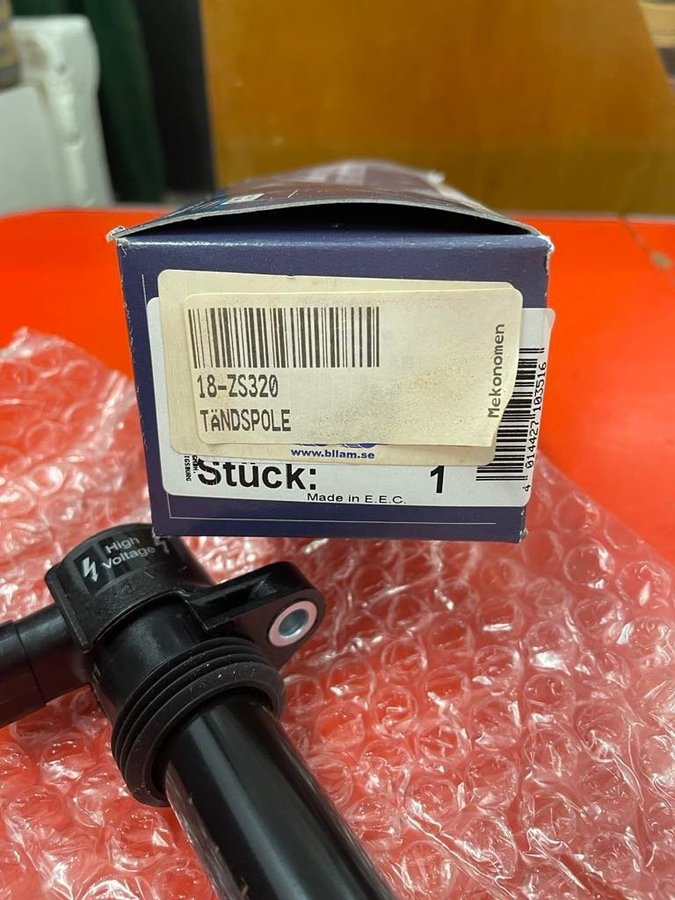 18-ZS320
TÄNDSPOLE
Mekonomen
www.bilam.se
Stück: 1
Made in E.E.C.
4 014427 103516
High
Voltage